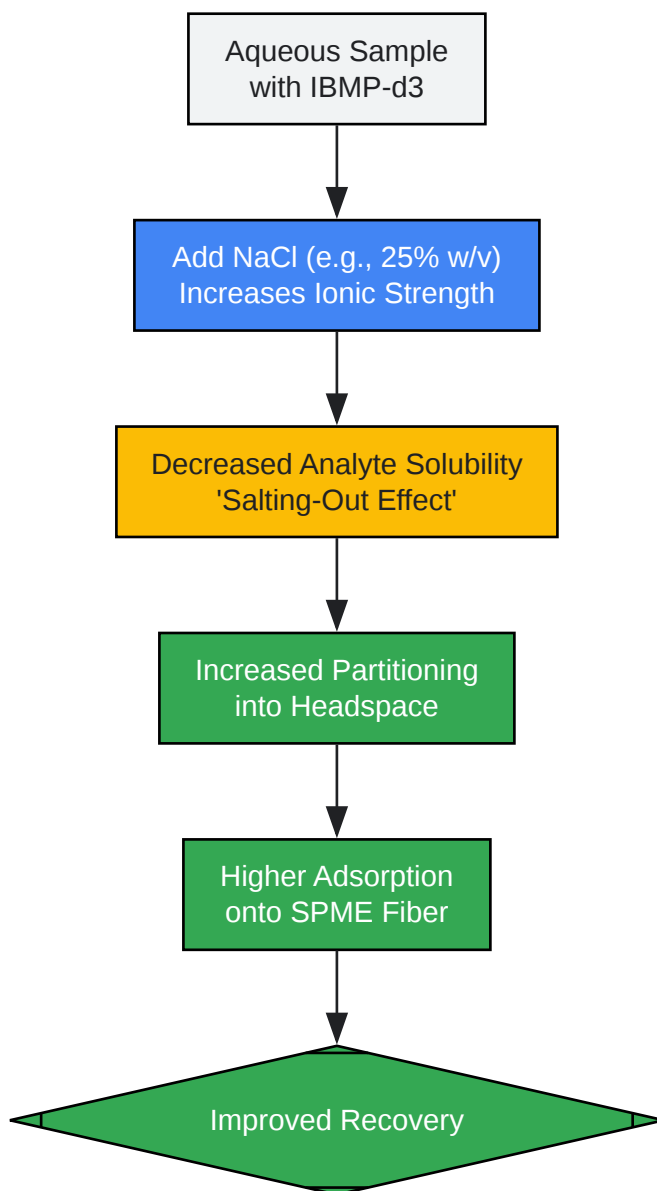 Aqueous Sample
with IBMP-d3
Add NaCl (e.g., 25% w/v)
Increases Ionic Strength
Decreased Analyte Solubility
'Salting-Out Effect'
Increased Partitioning
into Headspace
Higher Adsorption
onto SPME Fiber
Improved Recovery